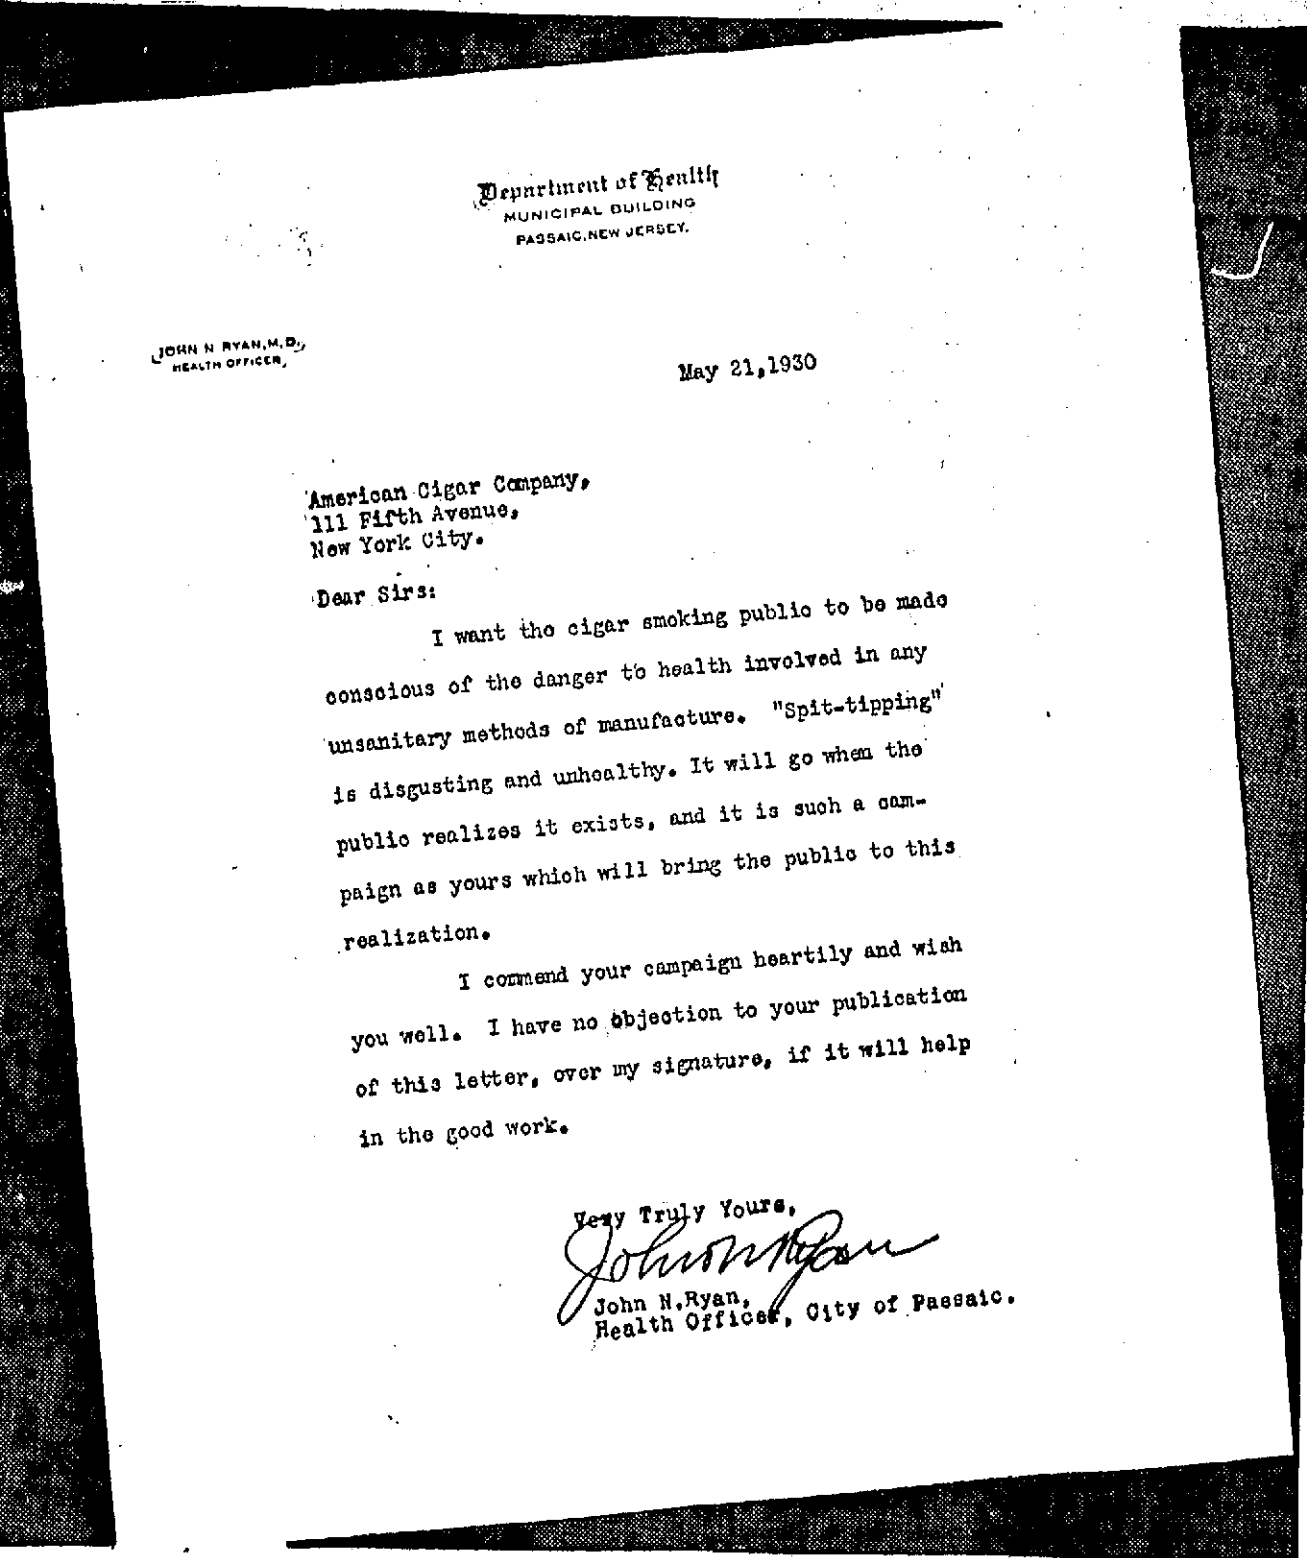 Department of Health
MUNICIPAL BUILDING
PASSAIC, NEW JERSEY.
JOHN N RYAN, M.D.,
HEALTH OFFICER,
May 21,1930
American Cigar Company,
111 Fifth Avenue,
New York City.
Dear Sirs:
I want the cigar smoking public to be made
conscious of the danger to health involved in any
unsanitary methods of manufacture. "Spit-tipping"
is disgusting and unhealthy. It will go when the
public realizes it exists, and it is such a cam-
paign as yours which will bring the public to this
realization.
I commend your campaign heartily and wish
you well. I have no objection to your publication
of this letter, over my signature, if it will help
in the good work.
Very Truly Yours,
John N Ryan
John N.Ryan,
Health Officer, City of Passaic.